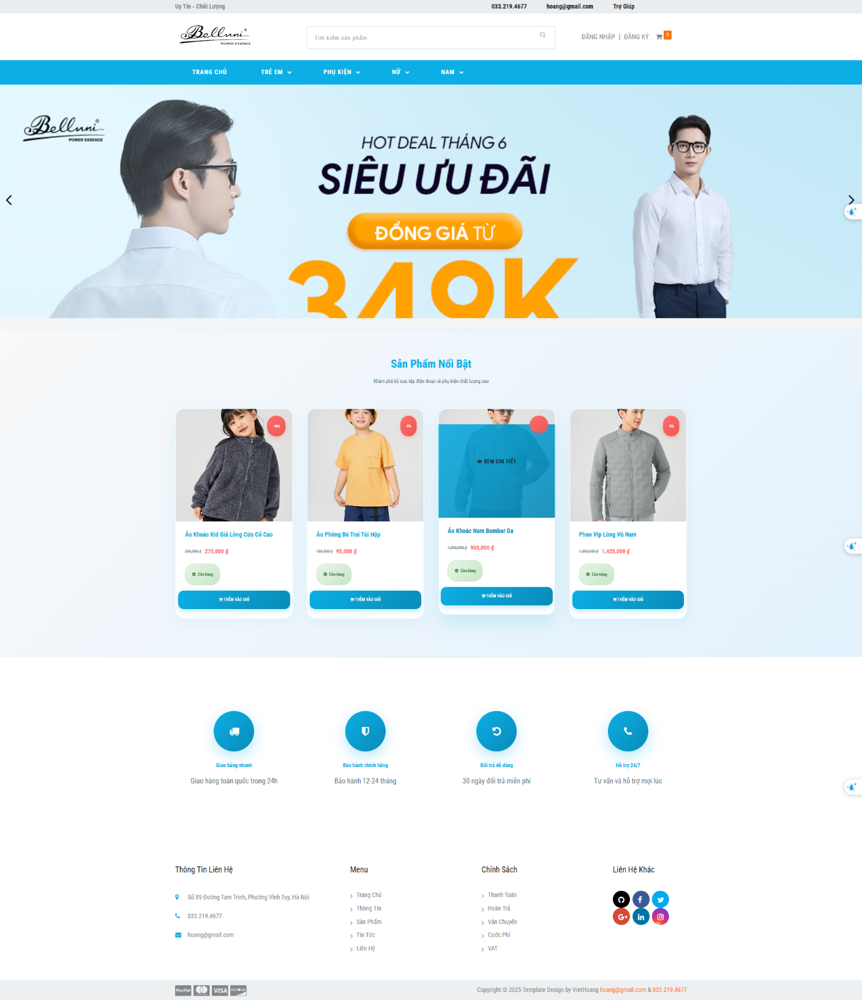 Uy Tín - Chất Lượng
033.219.4677
hoang@gmail.com
Trợ Giúp
Belluni®
POWER ESSENCE
Tìm kiếm sản phẩm
ĐĂNG NHẬP | ĐĂNG KÝ 0
TRANG CHỦ
TRẺ EM
PHỤ KIỆN
NỮ
NAM
Belluni®
POWER ESSENCE
HOT DEAL THÁNG 6
SIÊU ƯU ĐÃI
ĐỒNG GIÁ TỪ
349K
Sản Phẩm Nổi Bật
Khám phá bộ sưu tập điện thoại và phụ kiện chất lượng cao
-10%
-5%
XEM CHI TIẾT
-5%
Áo Khoác Kid Giả Lông Cừu Cổ Cao
300,000 ₫ 270,000 ₫
Còn hàng
THÊM VÀO GIỎ
Áo Phông Bé Trai Túi Hộp
100,000 ₫ 95,000 ₫
Còn hàng
THÊM VÀO GIỎ
Áo Khoác Nam Bomber Da
1,000,000 ₫ 900,000 ₫
Còn hàng
THÊM VÀO GIỎ
Phao Vip Lông Vũ Nam
1,500,000 ₫ 1,425,000 ₫
Còn hàng
THÊM VÀO GIỎ
Giao hàng nhanh
Giao hàng toàn quốc trong 24h
Bảo hành chính hãng
Bảo hành 12-24 tháng
Đổi trả dễ dàng
30 ngày đổi trả miễn phí
Hỗ trợ 24/7
Tư vấn và hỗ trợ mọi lúc
Thông Tin Liên Hệ
Số 89 Đường Tam Trinh, Phường Vĩnh Tuy, Hà Nội
033.219.4677
hoang@gmail.com
Menu
Trang Chủ
Thông Tin
Sản Phẩm
Tin Tức
Liên Hệ
Chính Sách
Thanh Toán
Hoàn Trả
Vận Chuyển
Cước Phí
VAT
Liên Hệ Khác
PayPal
VISA
DISCOVER
Copyright © 2025 Template Design by VietHoang hoang@gmail.com & 033.219.4677